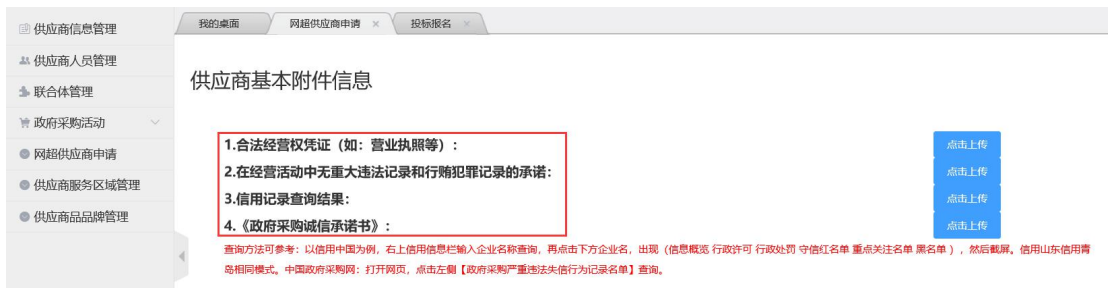 我的桌面
网超供应商申请 ×
投标报名 ×
供应商信息管理
供应商人员管理
联合体管理
政府采购活动
网超供应商申请
供应商服务区域管理
供应商品品牌管理
供应商基本附件信息
1.合法经营权凭证（如：营业执照等）：
点击上传
2.在经营活动中无重大违法记录和行贿犯罪记录的承诺：
点击上传
3.信用记录查询结果：
点击上传
4.《政府采购诚信承诺书》：
点击上传
查询方法可参考：以信用中国为例，右上信用信息栏输入企业名称查询，再点击下方企业名，出现（信息概览 行政许可 行政处罚 守信红名单 重点关注名单 黑名单 ），然后截屏。信用山东信用青
岛相同模式。中国政府采购网：打开网页，点击左侧【政府采购严重违法失信行为记录名单】查询。